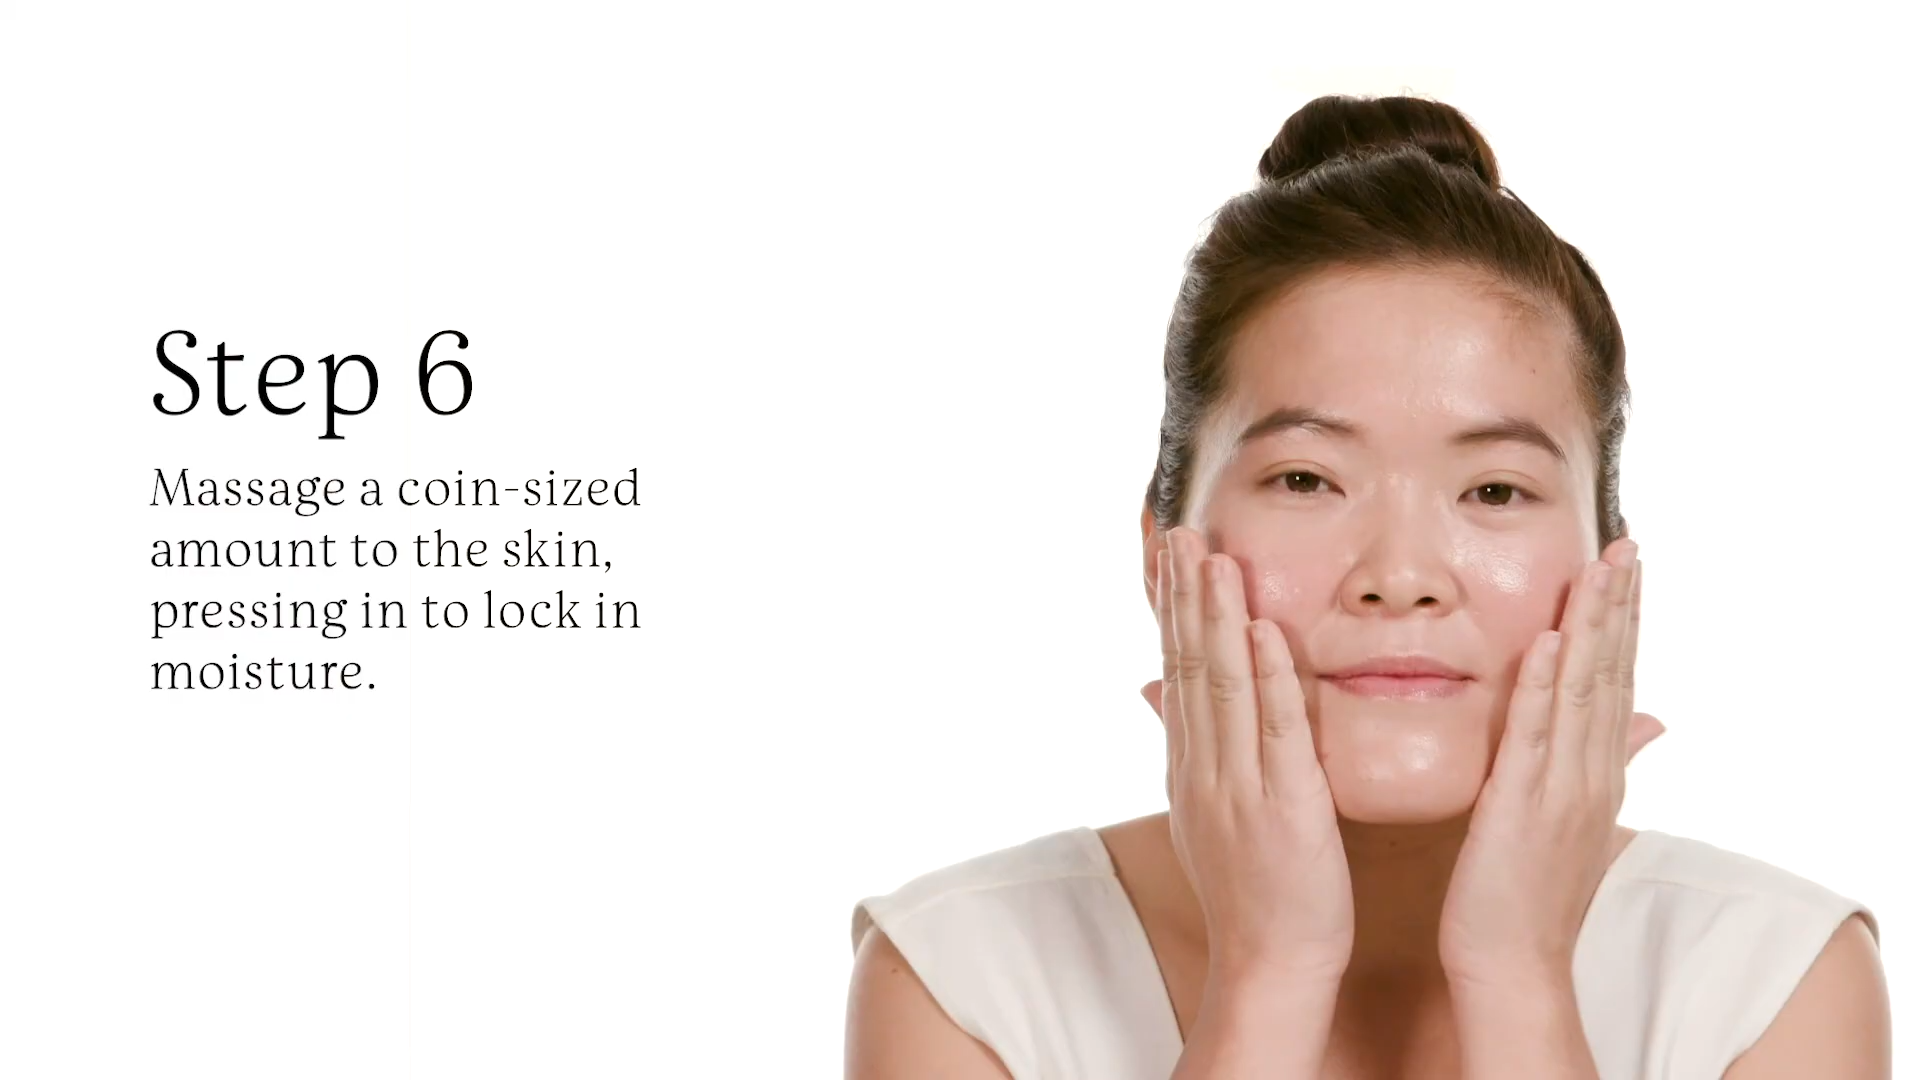 Step 6
Massage a coin-sized
amount to the skin,
pressing in to lock in
moisture.